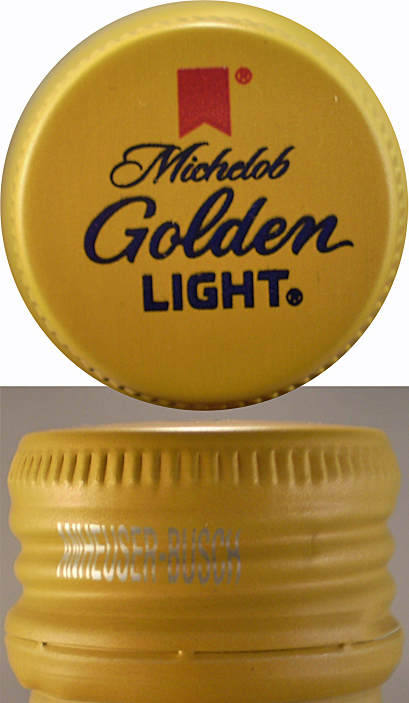 ®
Michelob
Golden
LIGHT®
ANHEUSER-BUSCH